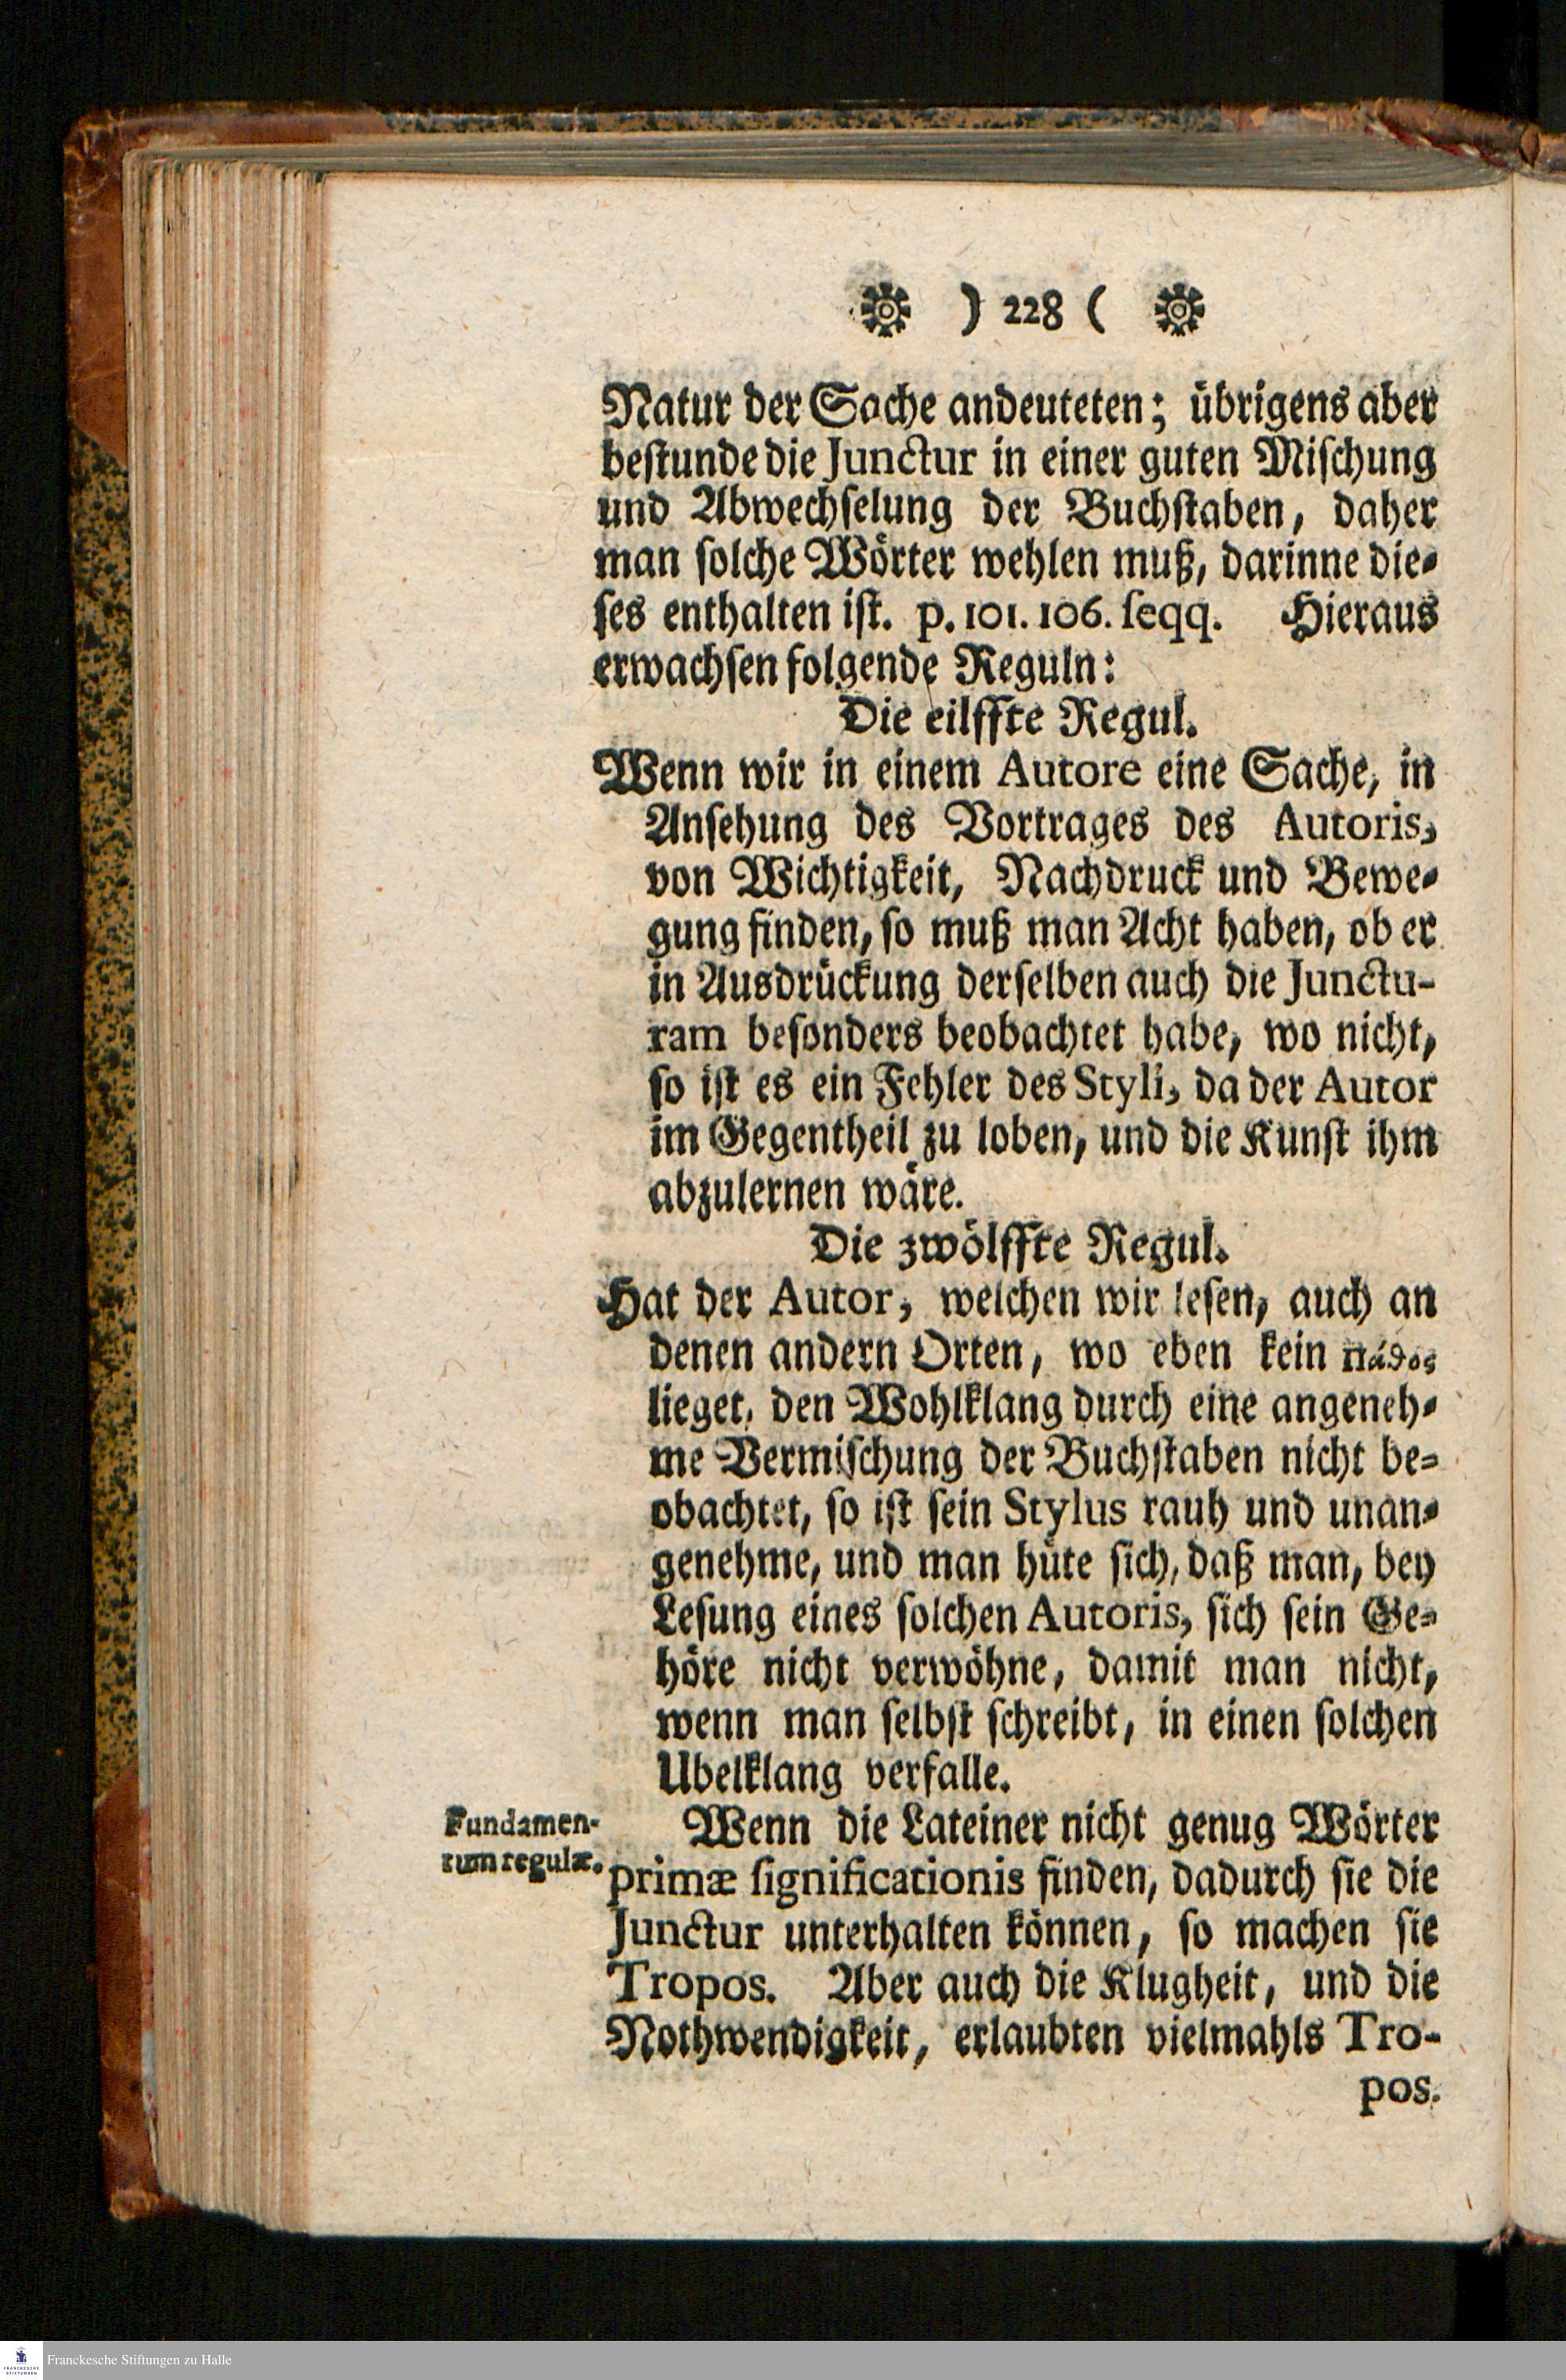 ) 228 (
Natur der Sache andeuteten; übrigens aber
bestunde die Junctur in einer guten Mischung
und Abwechselung der Buchstaben, daher
man solche Wörter wehlen muß, darinne die-
ses enthalten ist. p. 101. 106. seqq. Hieraus
erwachsen folgende Reguln:
Die eilffte Regul.
Wenn wir in einem Autore eine Sache, in
Ansehung des Vortrages des Autoris,
von Wichtigkeit, Nachdruck und Bewe-
gung finden, so muß man Acht haben, ob er
in Ausdrückung derselben auch die Junctu-
ram besonders beobachtet habe, wo nicht,
so ist es ein Fehler des Styli, da der Autor
im Gegentheil zu loben, und die Kunst ihm
abzulernen wäre.
Die zwölffte Regul.
Hat der Autor, welchen wir lesen, auch an
denen andern Orten, wo eben kein πάθος
lieget, den Wohlklang durch eine angeneh-
me Vermischung der Buchstaben nicht be-
obachtet, so ist sein Stylus rauh und unan-
genehme, und man hüte sich, daß man, bey
Lesung eines solchen Autoris, sich sein Ge-
höre nicht verwöhne, damit man nicht,
wenn man selbst schreibt, in einen solchen
Ubelklang verfalle.
Fundamen-
tum regulæ.
Wenn die Lateiner nicht genug Wörter
primæ significationis finden, dadurch sie die
Junctur unterhalten können, so machen sie
Tropos. Aber auch die Klugheit, und die
Nothwendigkeit, erlaubten vielmahls Tro-
pos.
FRANCKESCHE
STIFTUNGEN
Franckesche Stiftungen zu Halle